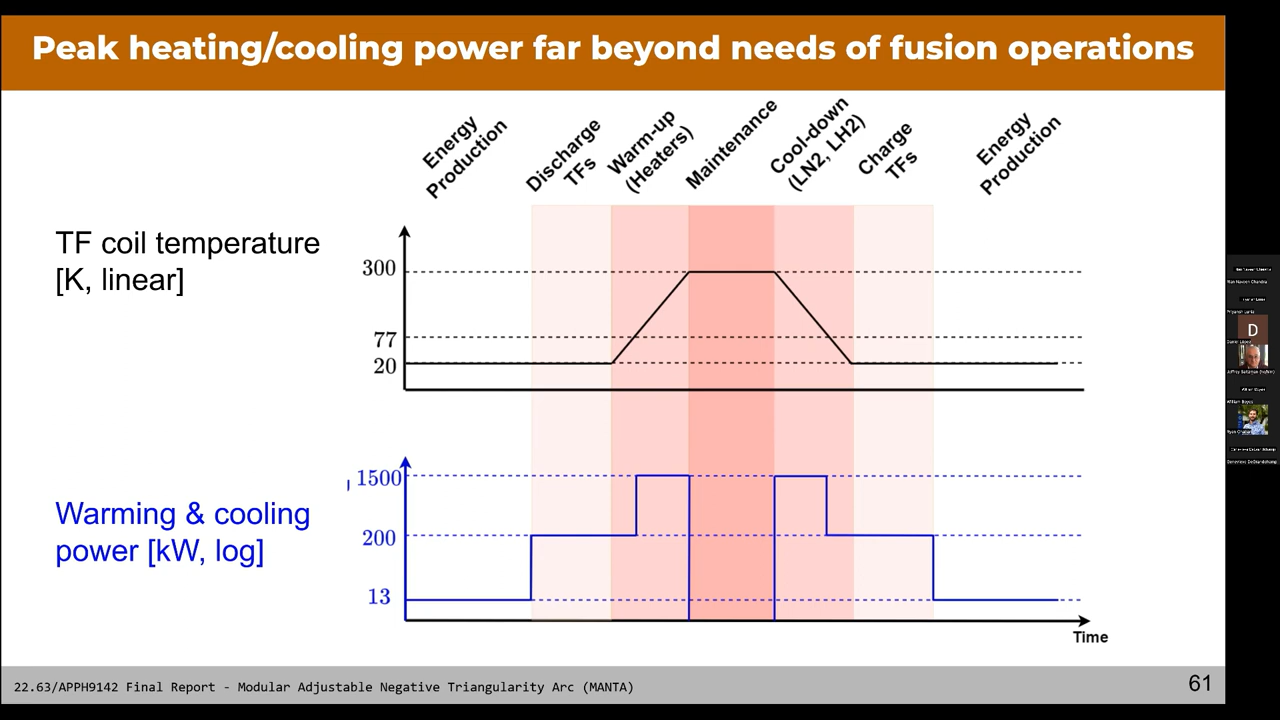 Peak heating/cooling power far beyond needs of fusion operations
Energy
Production
Discharge
TFs
Warm-up
(Heaters)
Maintenance
Cool-down
(LN2, LH2)
Charge
TFs
Energy
Production
TF coil temperature
[K, linear]
300
77
20
Warming & cooling
power [kW, log]
1500
200
13
Time
22.63/APPH9142 Final Report - Modular Adjustable Negative Triangularity Arc (MANTA)
61
D